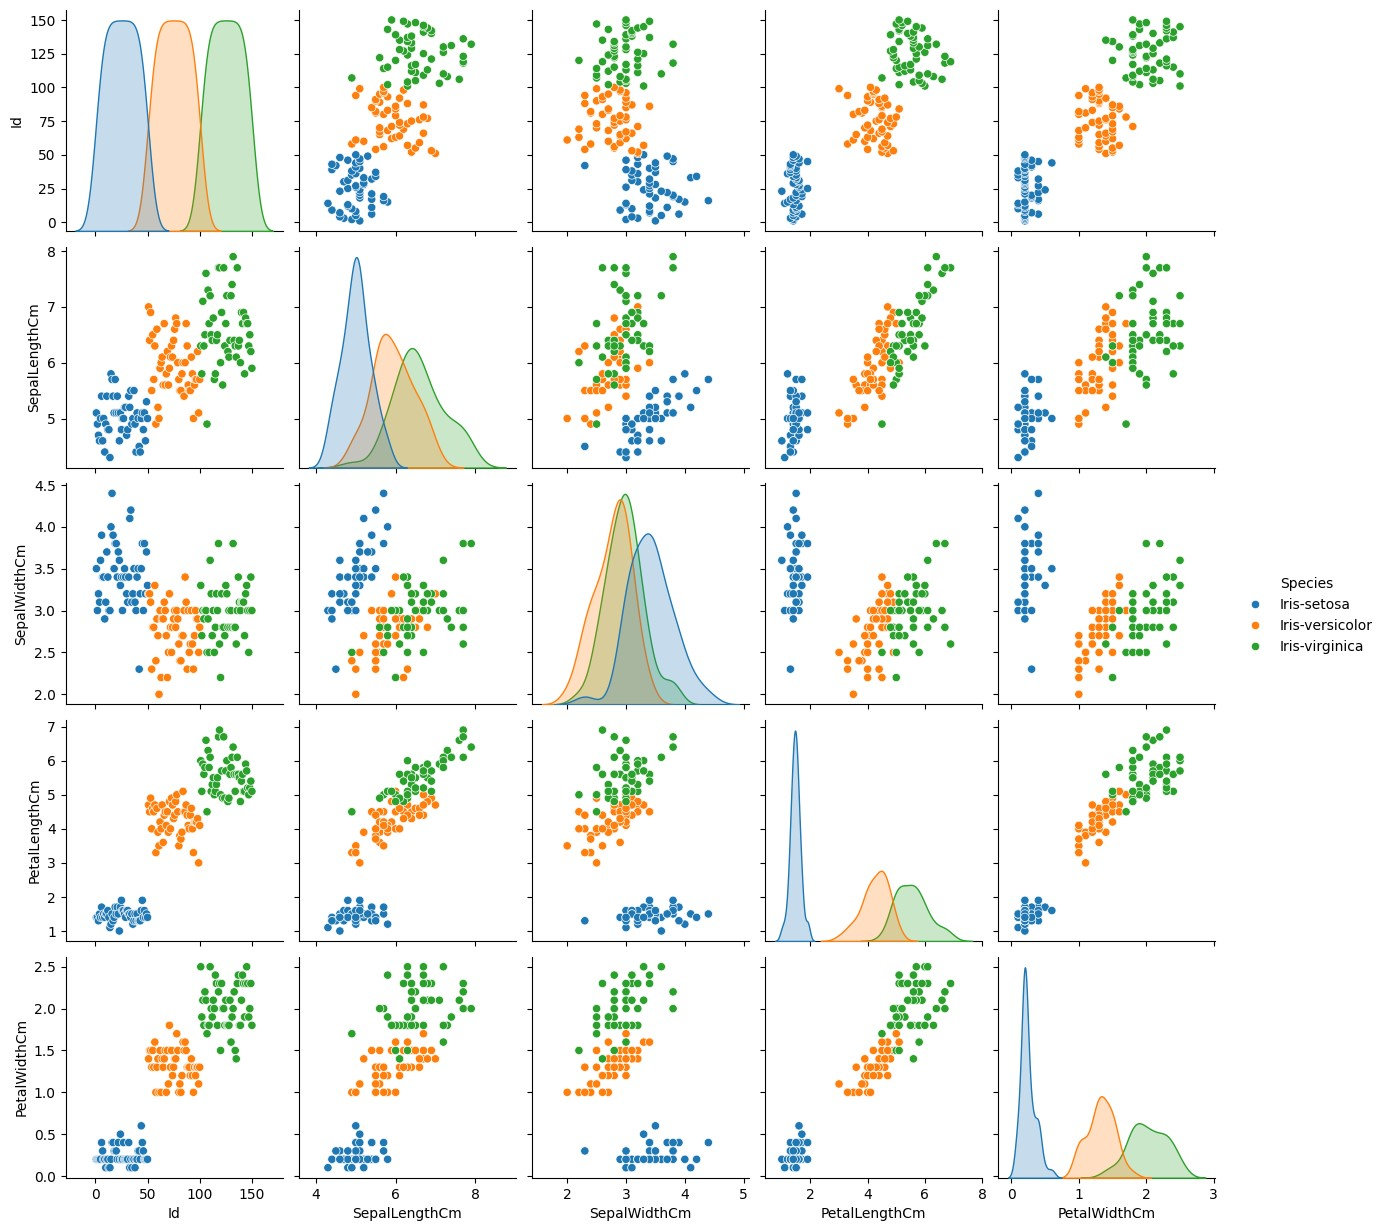 150
125
100
75
50
25
0
Id
8
7
6
5
SepalLengthCm
4.5
4.0
3.5
3.0
2.5
2.0
SepalWidthCm
Species
Iris-setosa
Iris-versicolor
Iris-virginica
7
6
5
4
3
2
1
PetalLengthCm
2.5
2.0
1.5
1.0
0.5
0.0
PetalWidthCm
0 50 100 150 4 6 8 2 3 4 5 2 4 6 8 0 1 2 3
Id SepalLengthCm SepalWidthCm PetalLengthCm PetalWidthCm